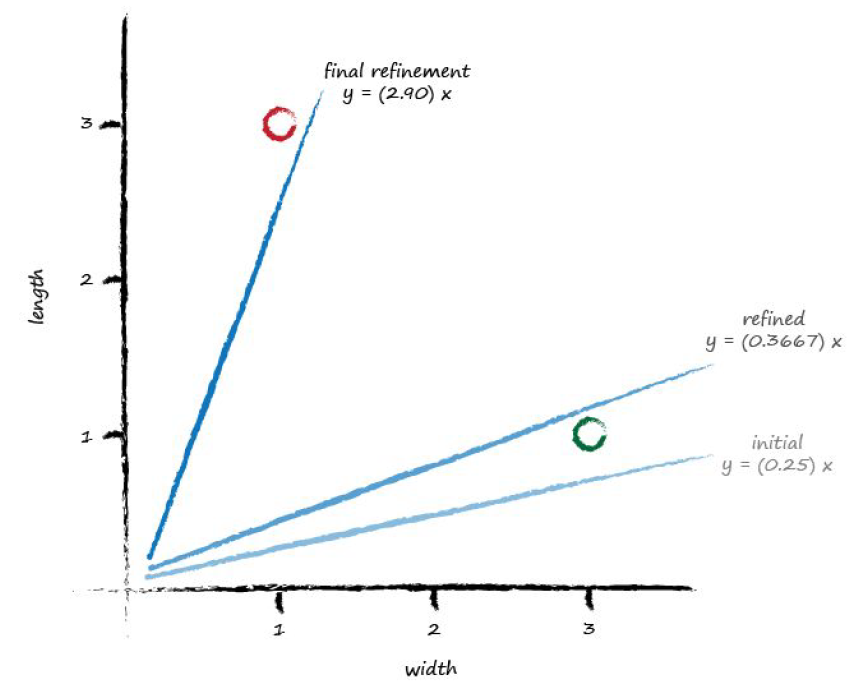 final refinement
y = (2.90) x
3
2
length
refined
y = (0.3667) x
1
initial
y = (0.25) x
1 2 3
width